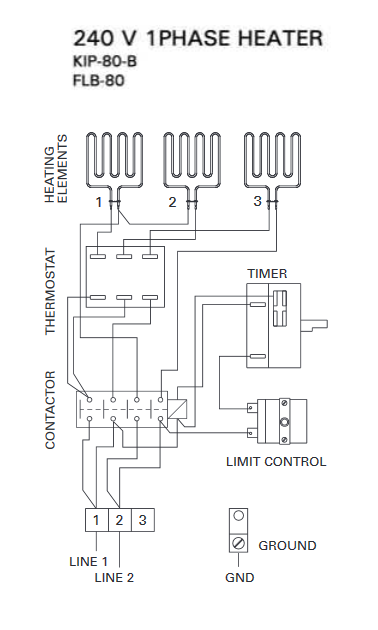 240 V 1PHASE HEATER
KIP-80-B
FLB-80
HEATING
ELEMENTS
1 2 3
THERMOSTAT
TIMER
CONTACTOR
LIMIT CONTROL
1 2 3
LINE 1
LINE 2
GROUND
GND